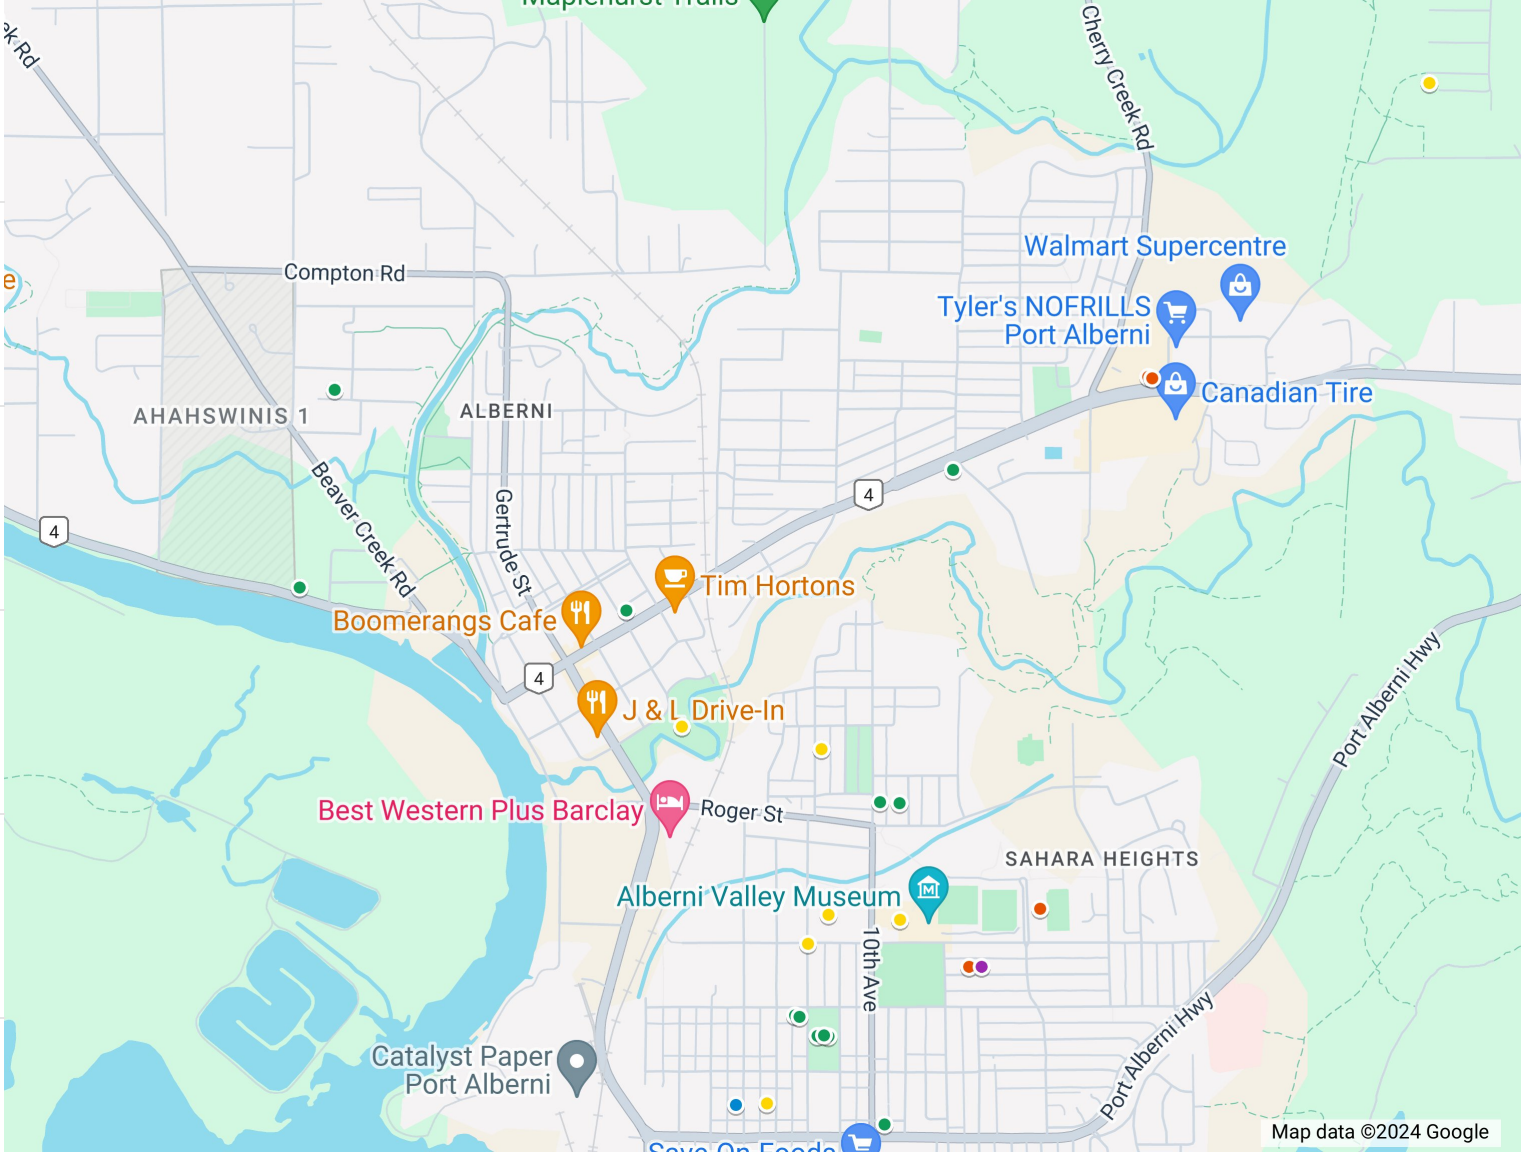 Maplehurst Trails
ek Rd
Cherry Creek Rd
Walmart Supercentre
Compton Rd
e
Tyler's NOFRILLS
Port Alberni
Canadian Tire
AHAHSWINIS 1
ALBERNI
Beaver Creek Rd
Gertrude St
4
4
Tim Hortons
Boomerangs Cafe
4
J & L Drive-In
Port Alberni Hwy
Best Western Plus Barclay
Roger St
SAHARA HEIGHTS
Alberni Valley Museum
10th Ave
Catalyst Paper
Port Alberni
Port Alberni Hwy
Save-On-Foods
Map data ©2024 Google